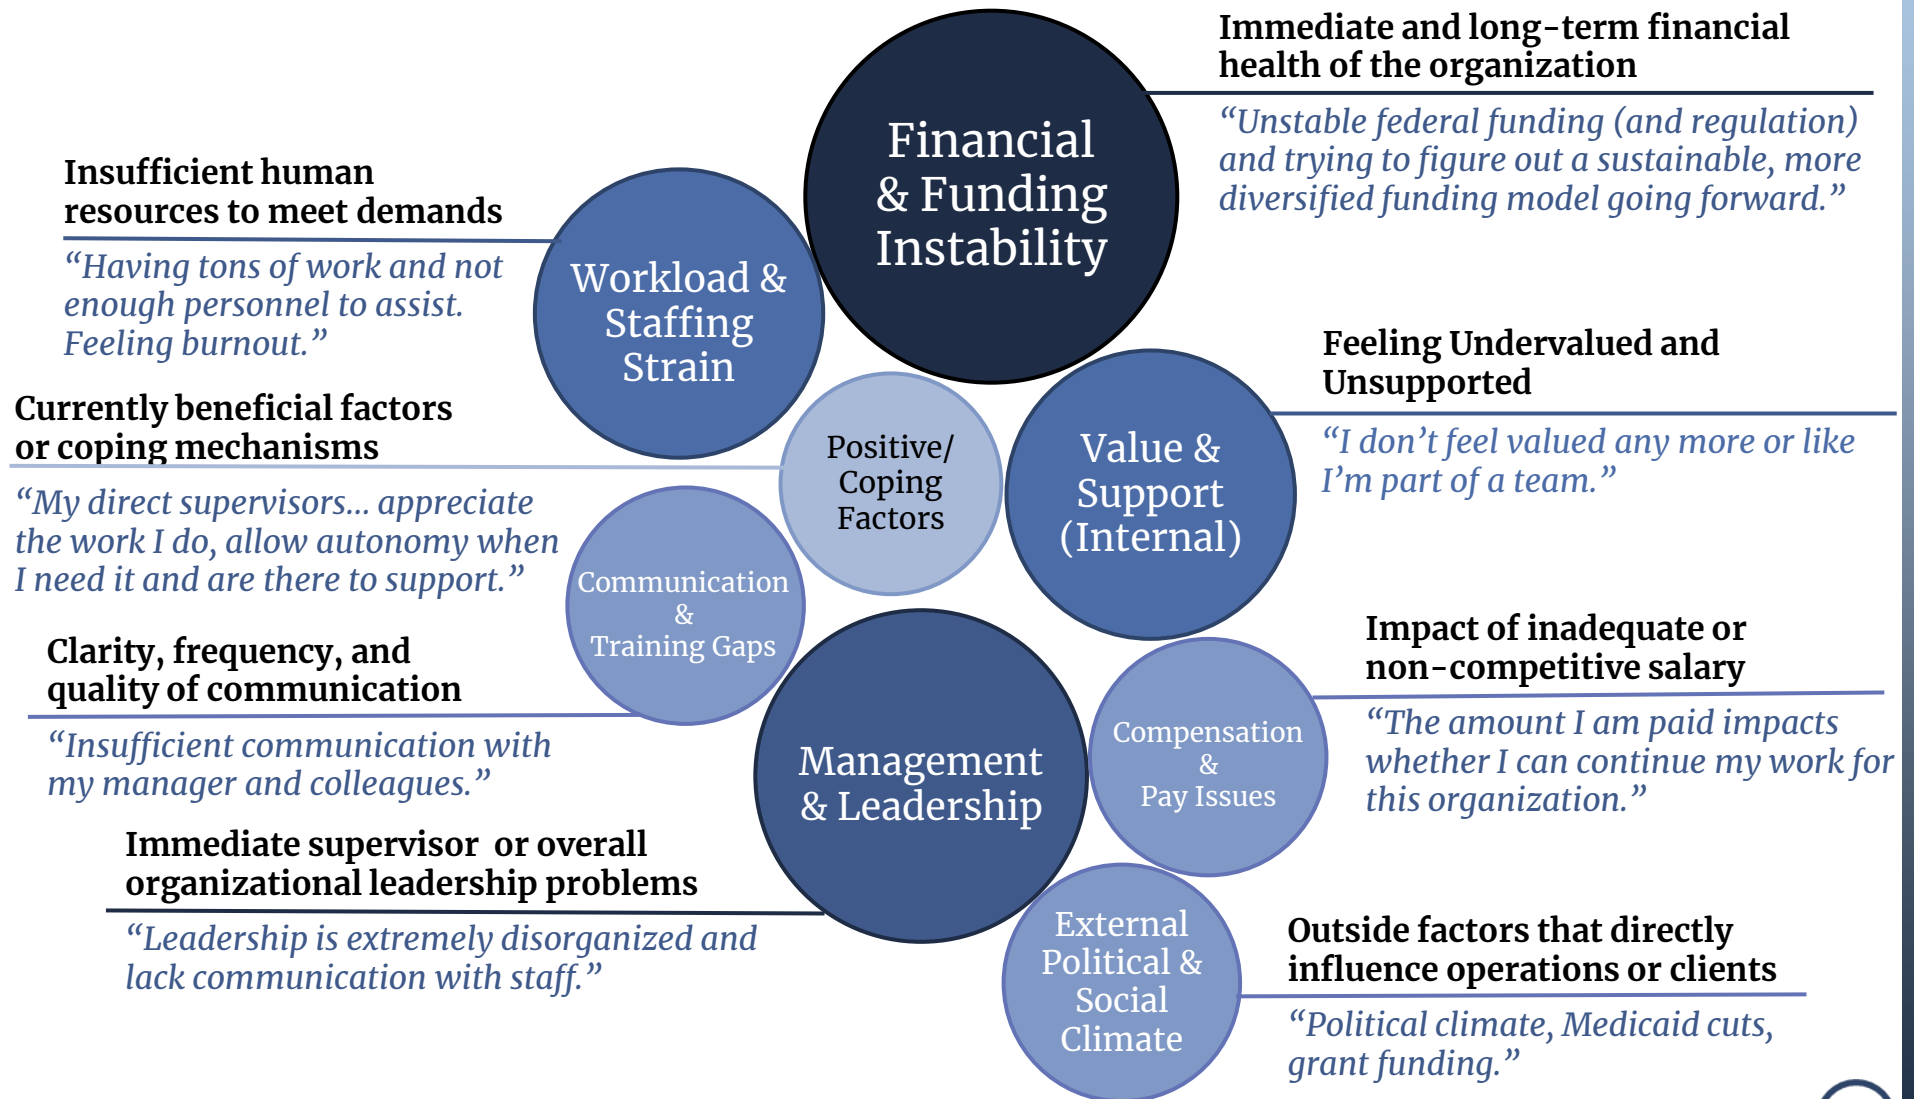 Immediate and long-term financial
health of the organization
“Unstable federal funding (and regulation)
and trying to figure out a sustainable, more
diversified funding model going forward.”
Financial
& Funding
Instability
Insufficient human
resources to meet demands
“Having tons of work and not
enough personnel to assist.
Feeling burnout.”
Workload &
Staffing
Strain
Feeling Undervalued and
Unsupported
“I don’t feel valued any more or like
I’m part of a team.”
Value &
Support
(Internal)
Currently beneficial factors
or coping mechanisms
“My direct supervisors... appreciate
the work I do, allow autonomy when
I need it and are there to support.”
Positive/
Coping
Factors
Communication
&
Training Gaps
Clarity, frequency, and
quality of communication
“Insufficient communication with
my manager and colleagues.”
Impact of inadequate or
non-competitive salary
“The amount I am paid impacts
whether I can continue my work for
this organization.”
Compensation
&
Pay Issues
Management
& Leadership
Immediate supervisor  or overall
organizational leadership problems
“Leadership is extremely disorganized and
lack communication with staff.”
External
Political &
Social
Climate
Outside factors that directly
influence operations or clients
“Political climate, Medicaid cuts,
grant funding.”